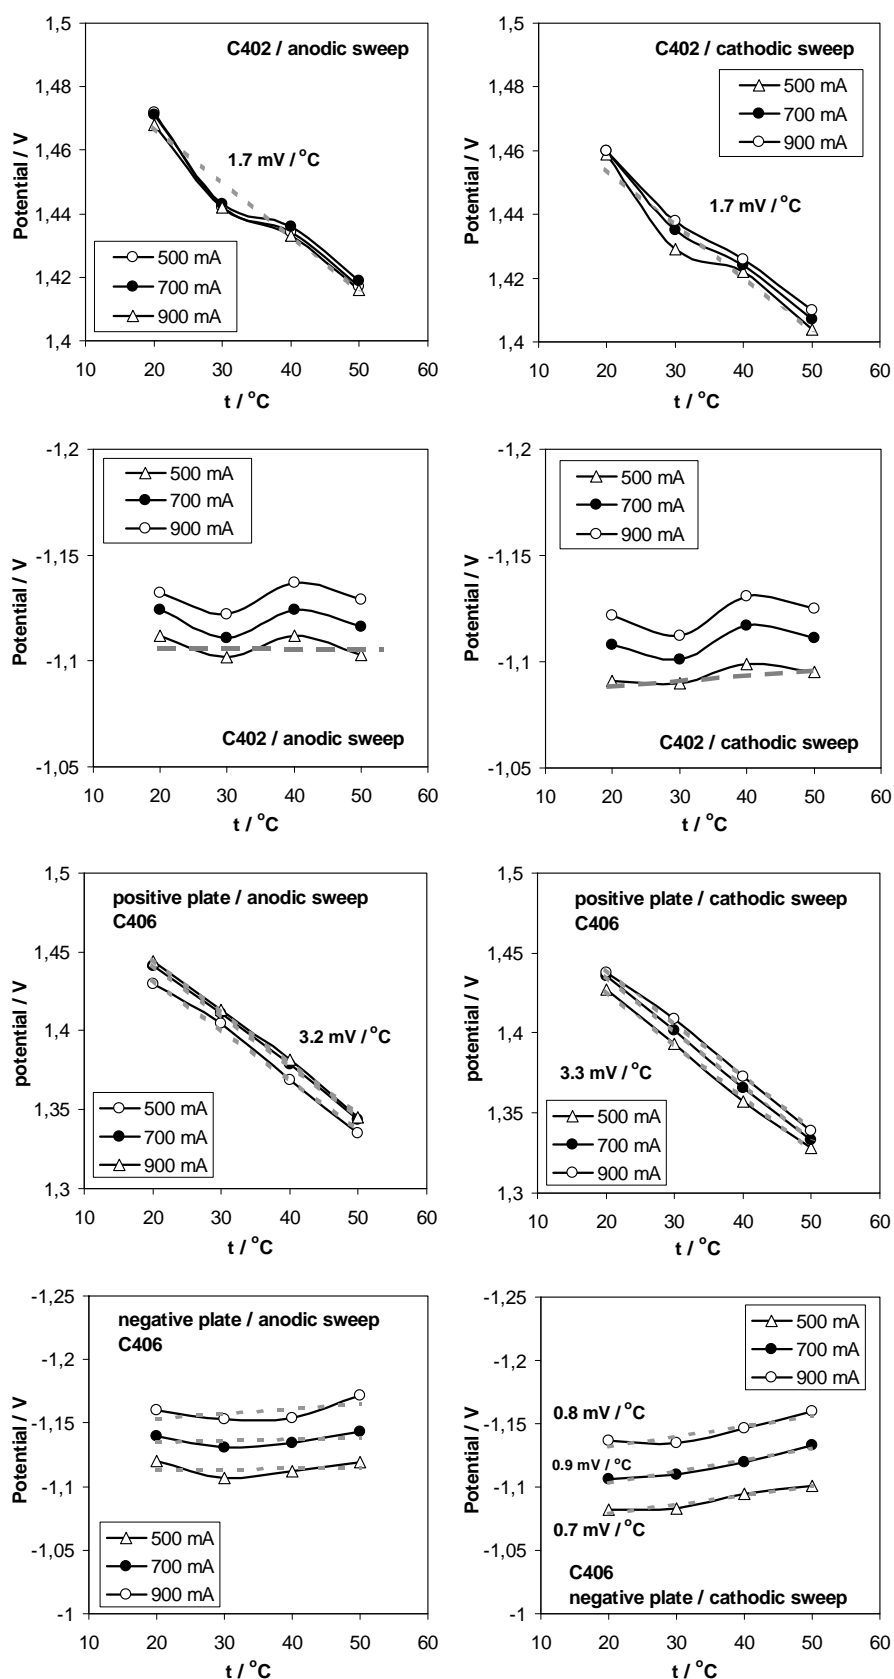 C402 / anodic sweep
1,5
1,48
1,46
1,44
1,42
1,4
Potential / V
1.7 mV / °C
500 mA
700 mA
900 mA
10 20 30 40 50 60
t / °C
C402 / cathodic sweep
1,5
1,48
1,46
1,44
1,42
1,4
Potential / V
500 mA
700 mA
900 mA
1.7 mV / °C
10 20 30 40 50 60
t / °C
-1,2
-1,15
-1,1
-1,05
Potential / V
500 mA
700 mA
900 mA
C402 / anodic sweep
10 20 30 40 50 60
t / °C
-1,2
-1,15
-1,1
-1,05
Potential / V
500 mA
700 mA
900 mA
C402 / cathodic sweep
10 20 30 40 50 60
t / °C
1,5
1,45
1,4
1,35
1,3
potential / V
positive plate / anodic sweep
C406
3.2 mV / °C
500 mA
700 mA
900 mA
10 20 30 40 50 60
t / °C
1,5
1,45
1,4
1,35
1,3
potential / V
positive plate / cathodic sweep
C406
3.3 mV / °C
500 mA
700 mA
900 mA
10 20 30 40 50 60
t / °C
-1,25
-1,2
-1,15
-1,1
-1,05
-1
Potential / V
negative plate / anodic sweep
C406
500 mA
700 mA
900 mA
10 20 30 40 50 60
t / °C
-1,25
-1,2
-1,15
-1,1
-1,05
-1
Potential / V
500 mA
700 mA
900 mA
0.8 mV / °C
0.9 mV / °C
0.7 mV / °C
C406
negative plate / cathodic sweep
10 20 30 40 50 60
t / °C